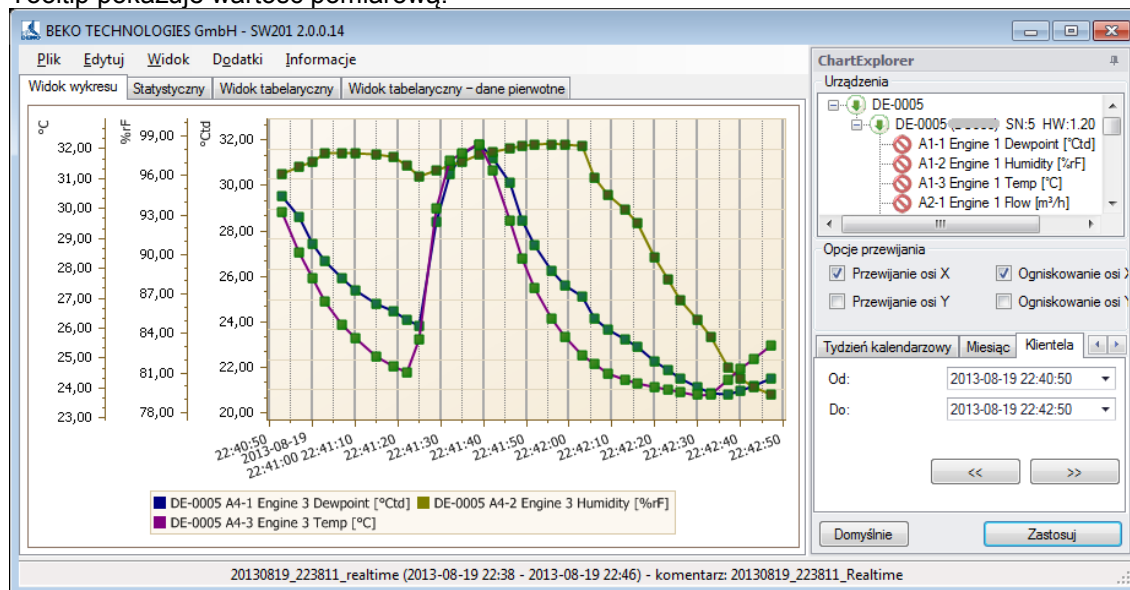 Tooltip pokazuje wartość pomiarową.
BEKO TECHNOLOGIES GmbH - SW201 2.0.0.14
Plik Edytuj Widok Dodatki Informacje
Widok wykresu Statystyczny Widok tabelaryczny Widok tabelaryczny – dane pierwotne
°C
32,00
31,00
30,00
29,00
28,00
27,00
26,00
25,00
24,00
23,00
%rF
99,00
96,00
93,00
90,00
87,00
84,00
81,00
78,00
°Ctd
32,00
30,00
28,00
26,00
24,00
22,00
20,00
22:40:50
2013-08-19
22:41:00
22:41:10
22:41:20
22:41:30
22:41:40
22:41:50
22:42:00
22:42:10
22:42:20
22:42:30
22:42:40
22:42:50
DE-0005 A4-1 Engine 3 Dewpoint [°Ctd] DE-0005 A4-2 Engine 3 Humidity [%rF]
DE-0005 A4-3 Engine 3 Temp [°C]
ChartExplorer
Urządzenia
DE-0005
DE-0005 SN:5 HW:1.20
A1-1 Engine 1 Dewpoint [°Ctd]
A1-2 Engine 1 Humidity [%rF]
A1-3 Engine 1 Temp [°C]
A2-1 Engine 1 Flow [m³/h]
Opcje przewijania
Przewijanie osi X Ogniskowanie osi X
Przewijanie osi Y Ogniskowanie osi Y
Tydzień kalendarzowy Miesiąc Klientela
Od: 2013-08-19 22:40:50
Do: 2013-08-19 22:42:50
<< >>
Domyślnie Zastosuj
20130819_223811_realtime (2013-08-19 22:38 - 2013-08-19 22:46) - komentarz: 20130819_223811_Realtime